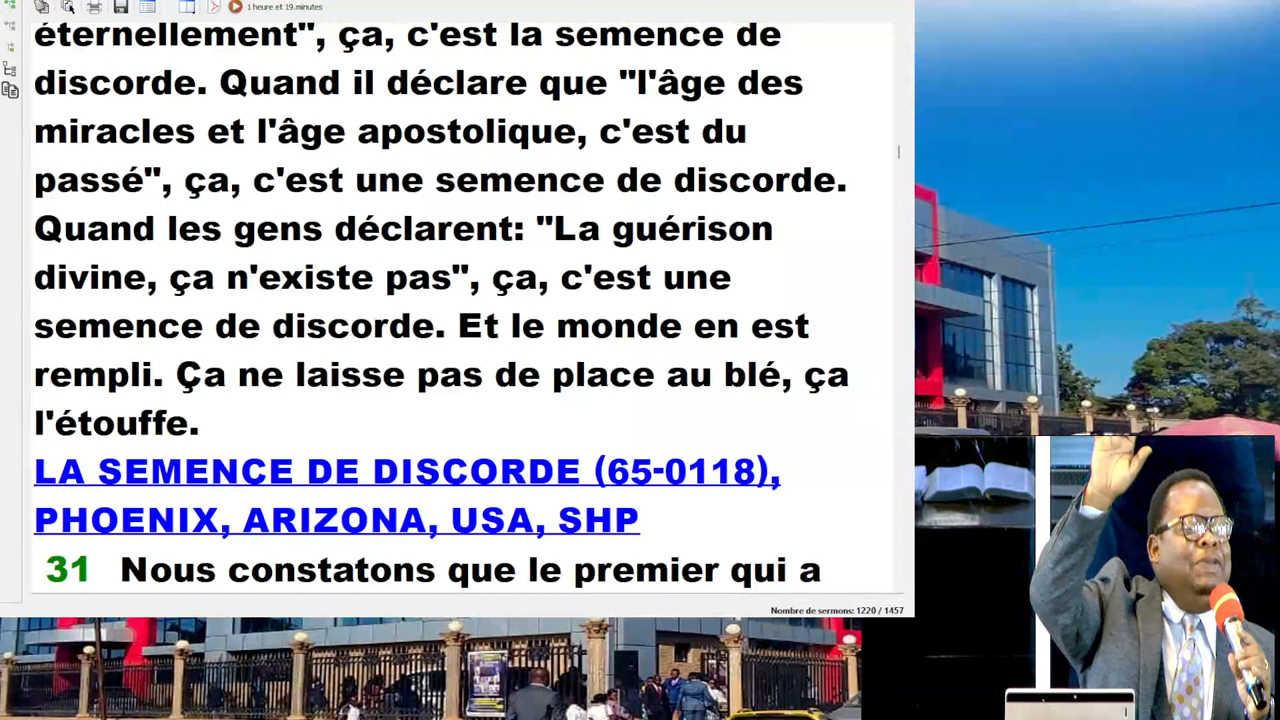 1 heure et 19.minutes
éternellement", ça, c'est la semence de
discorde. Quand il déclare que "l'âge des
miracles et l'âge apostolique, c'est du
passé", ça, c'est une semence de discorde.
Quand les gens déclarent: "La guérison
divine, ça n'existe pas", ça, c'est une
semence de discorde. Et le monde en est
rempli. Ça ne laisse pas de place au blé, ça
l'étouffe.
LA SEMENCE DE DISCORDE (65-0118),
PHOENIX, ARIZONA, USA, SHP
31 Nous constatons que le premier qui a
Nombre de sermons: 1220 / 1457